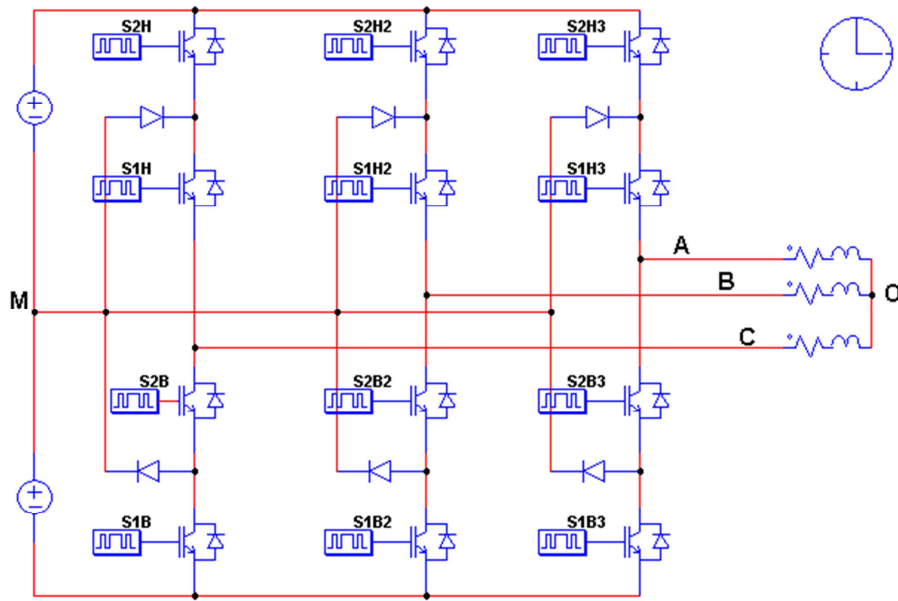 S2H S2H2 S2H3
S1H S1H2 S1H3
A
B
M
O
C
S2B S2B2 S2B3
S1B S1B2 S1B3